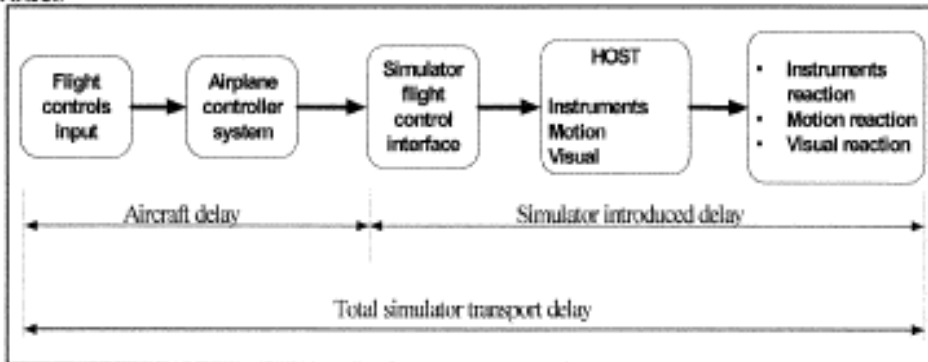 Flight
controls
input
Airplane
controller
system
Simulator
flight
control
interface
HOST
Instruments
Motion
Visual
• Instruments
reaction
• Motion reaction
• Visual reaction
Aircraft delay
Simulator introduced delay
Total simulator transport delay